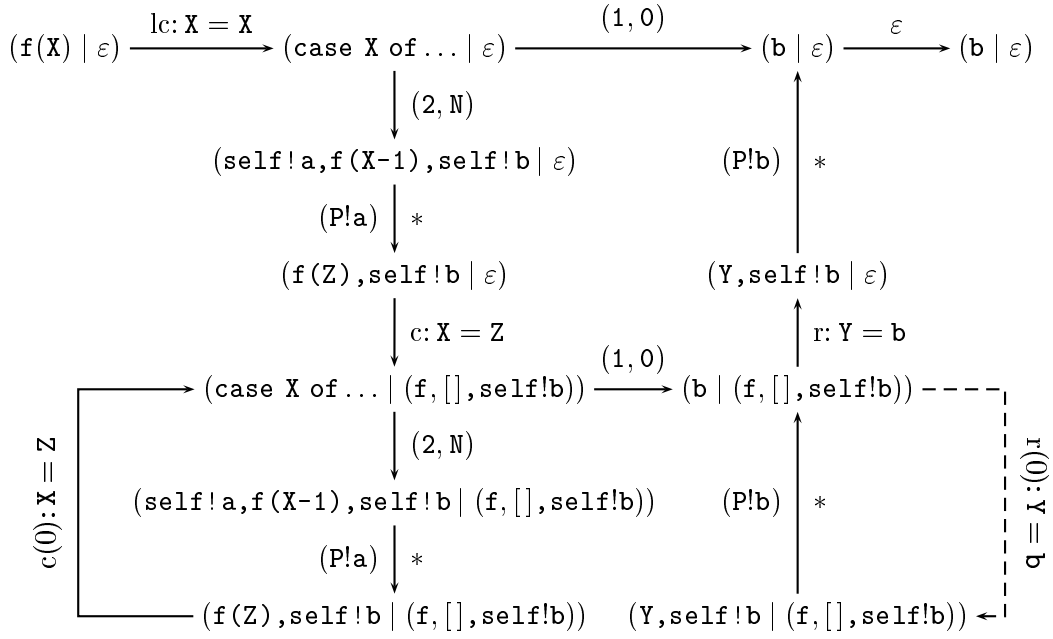 lc: X = X
(1, 0)
ε
(f(X) | ε)
(case X of... | ε)
(b | ε)
(b | ε)
(2, N)
(self!a,f(X-1),self!b | ε)
(P!b)
*
(P!a)
*
(f(Z),self!b | ε)
(Y,self!b | ε)
c: X = Z
r: Y = b
(1, 0)
(case X of... | (f, [],self!b))
(b | (f, [],self!b))
(2, N)
c(0): X = Z
r(0): Y = b
(self!a,f(X-1),self!b | (f, [],self!b))
(P!b)
*
(P!a)
*
(f(Z),self!b | (f, [],self!b))
(Y,self!b | (f, [],self!b))